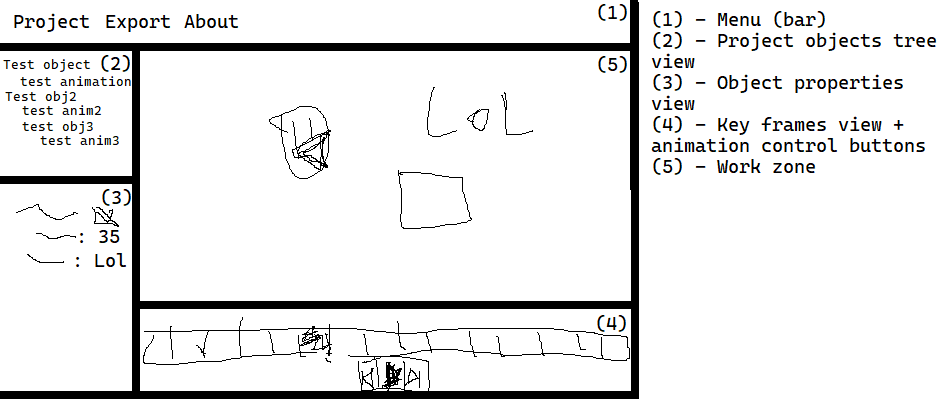 Project Export About (1)
Test object (2)
test animation
Test obj2
test anim2
test obj3
test anim3
(3)
: 35
: Lol
(5)
LOL
(4)
(1) – Menu (bar)
(2) – Project objects tree
view
(3) – Object properties
view
(4) – Key frames view +
animation control buttons
(5) – Work zone